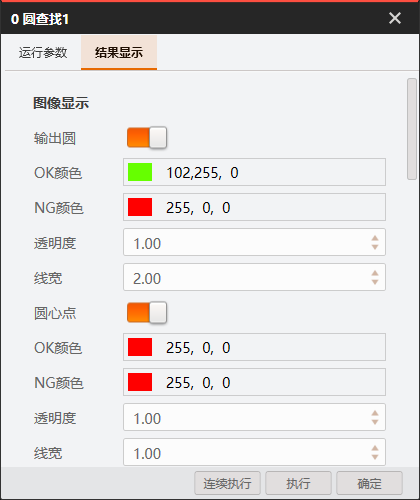 0 圆查找1
运行参数 结果显示
图像显示
输出圆
OK颜色 102,255, 0
NG颜色 255, 0, 0
透明度 1.00
线宽 2.00
圆心点
OK颜色 255, 0, 0
NG颜色 255, 0, 0
透明度 1.00
线宽 1.00
连续执行 执行 确定